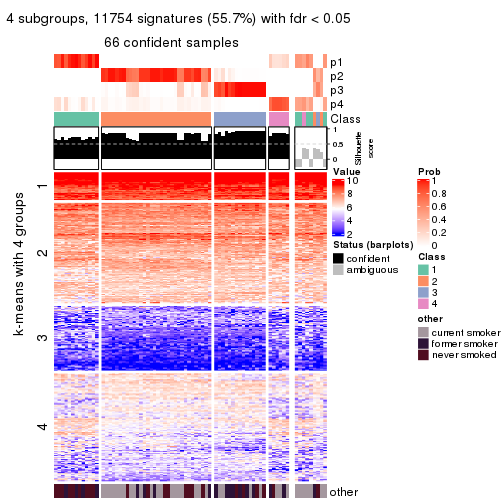 4 subgroups, 11754 signatures (55.7%) with fdr < 0.05
66 confident samples
p1
p2
p3
p4
Class
1
0.5
0
Silhouette
score
k-means with 4 groups
1
2
3
4
other
Value
10
8
6
4
2
Status (barplots)
confident
ambiguous
Prob
1
0.8
0.6
0.4
0.2
0
Class
1
2
3
4
other
current smoker
former smoker
never smoked